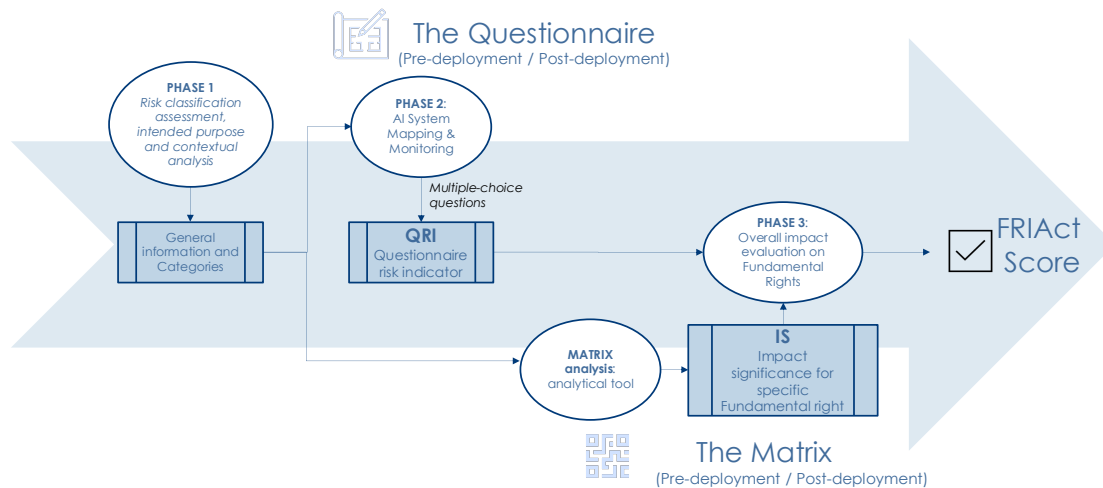 The Questionnaire
(Pre-deployment / Post-deployment)
PHASE 1
Risk classification
assessment,
intended purpose
and contextual
analysis
PHASE 2:
AI System
Mapping &
Monitoring
Multiple-choice
questions
General
information and
Categories
QRI
Questionnaire
risk indicator
PHASE 3:
Overall impact
evaluation on
Fundamental
Rights
FRIAct
Score
MATRIX
analysis:
analytical tool
IS
Impact
significance for
specific
Fundamental right
The Matrix
(Pre-deployment / Post-deployment)